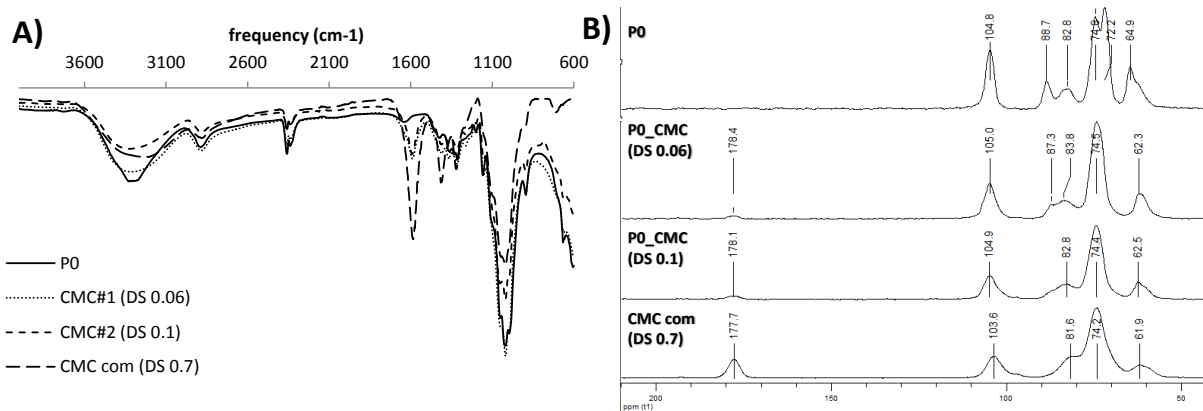 A)
frequency (cm-1)
3600 3100 2600 2100 1600 1100 600
P0
CMC#1 (DS 0.06)
CMC#2 (DS 0.1)
CMC com (DS 0.7)
B)
P0
104.8 88.7 82.8 74.8 72.2 64.9
P0_CMC
(DS 0.06)
178.4 105.0 87.3 83.8 74.5 62.3
P0_CMC
(DS 0.1)
178.1 104.9 82.8 74.4 62.5
CMC com
(DS 0.7)
177.7 103.6 81.6 74.2 61.9
200 150 100 50
ppm (t1)